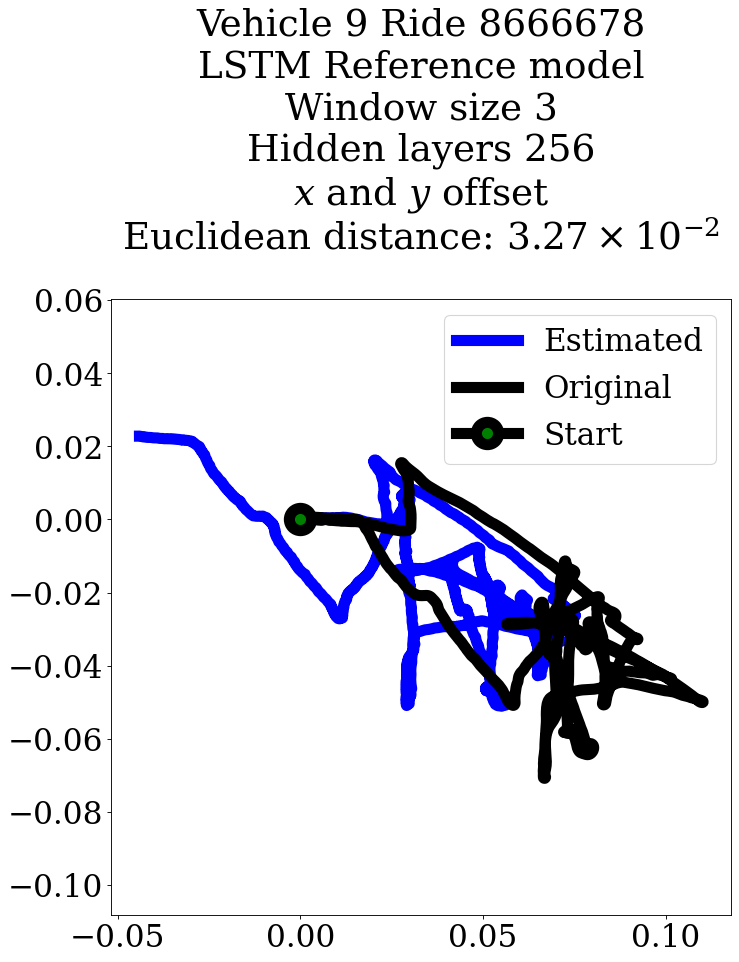 Vehicle 9 Ride 8666678
LSTM Reference model
Window size 3
Hidden layers 256
x and y offset
Euclidean distance: 3.27 × 10⁻²
0.06
0.04
0.02
0.00
−0.02
−0.04
−0.06
−0.08
−0.10
Estimated
Original
Start
−0.05 0.00 0.05 0.10